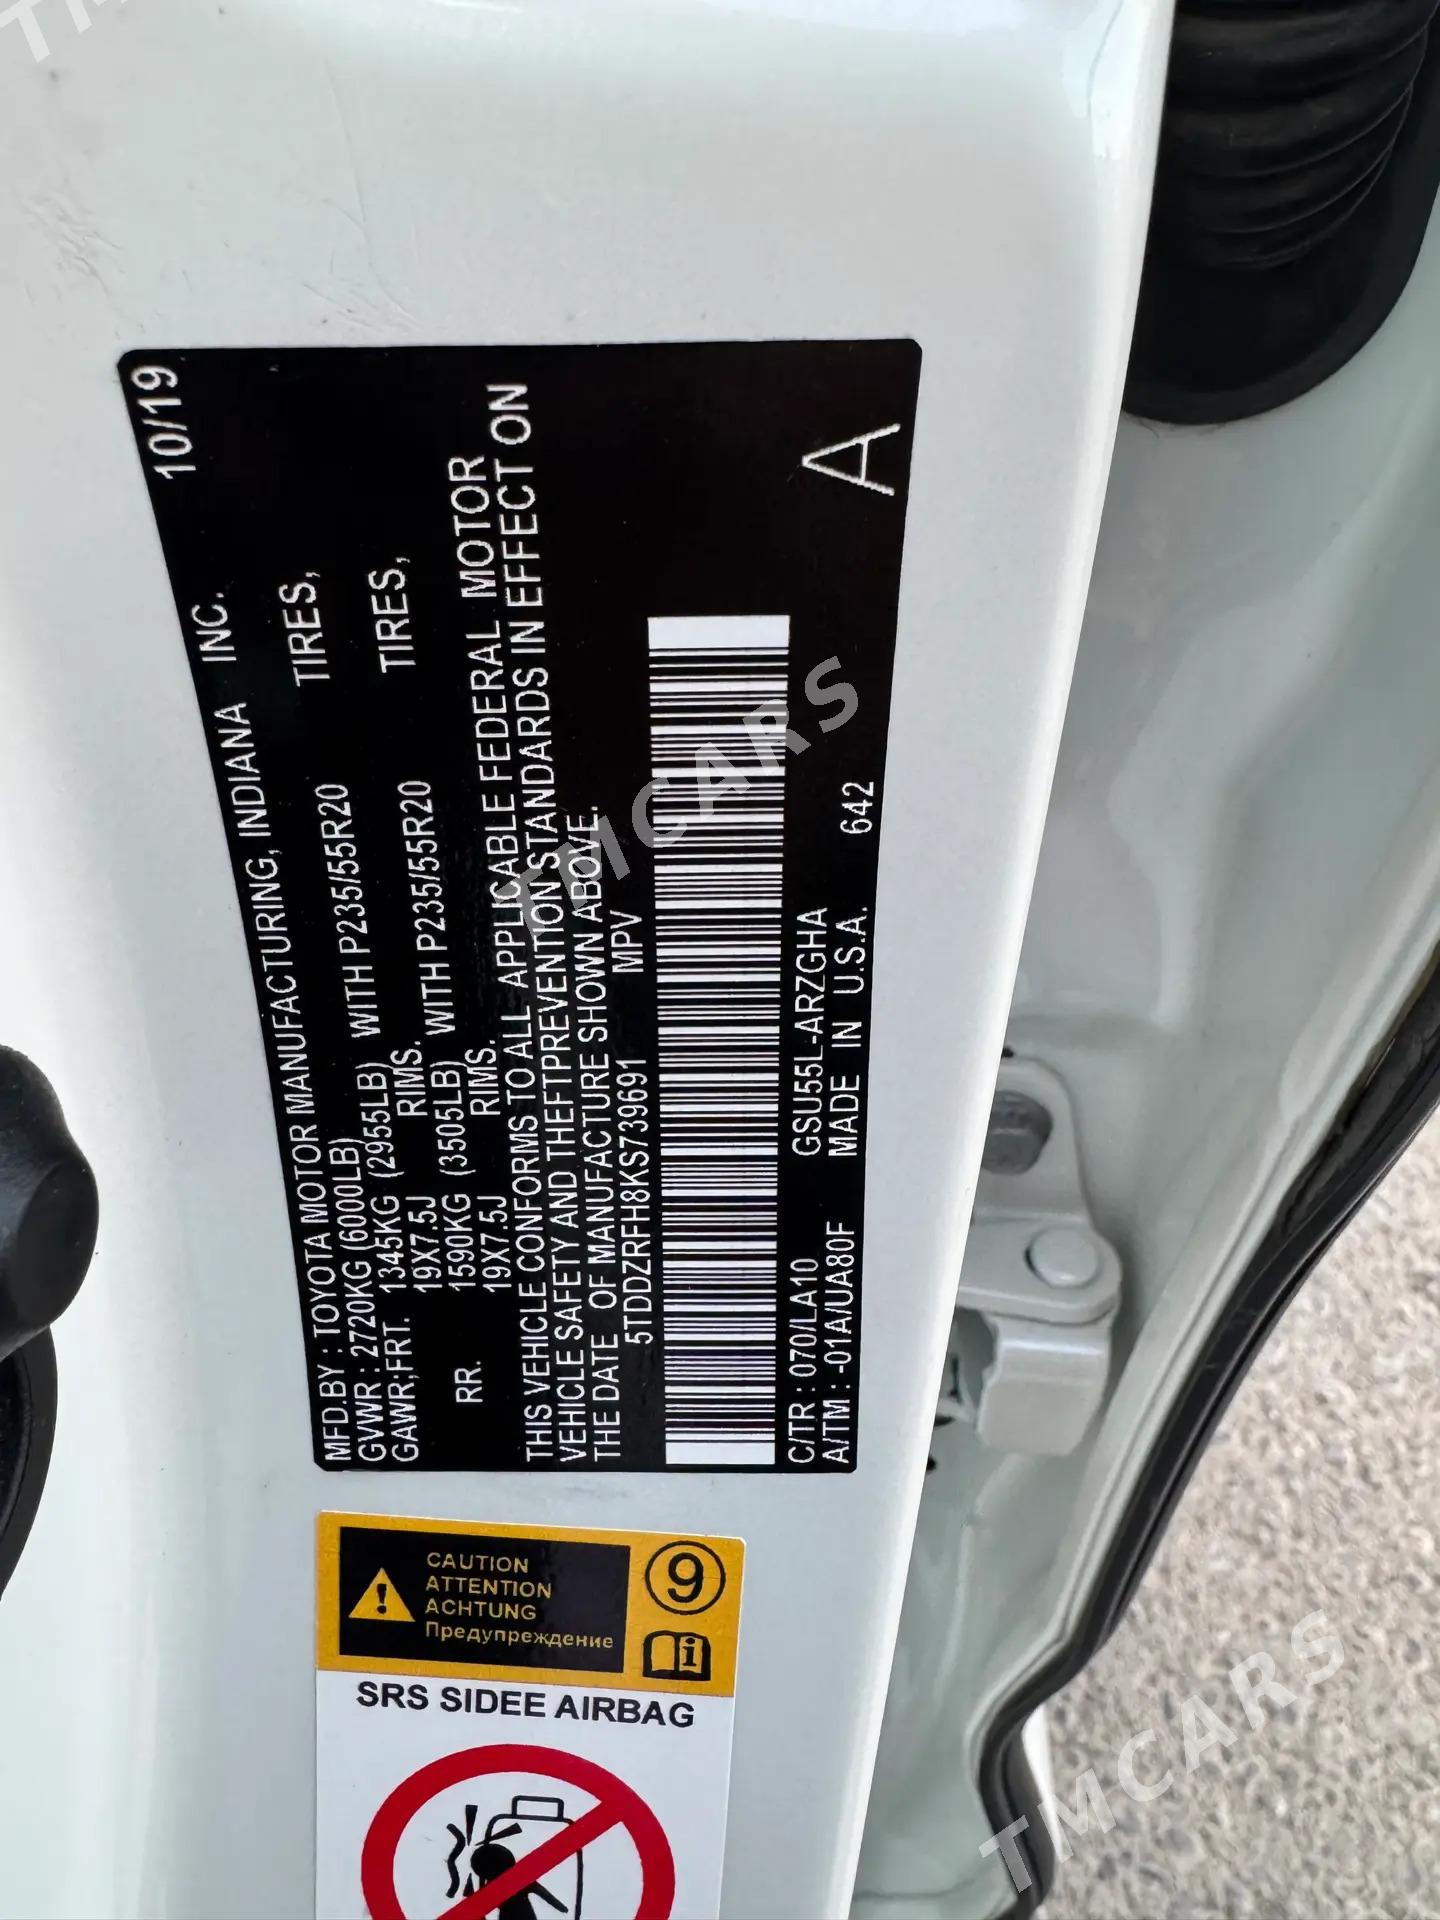 MFD.BY : TOYOTA MOTOR MANUFACTURING, INDIANA INC. 10/19
GVWR : 2720KG (6000LB)
GAWR;FRT. 1345KG (2955LB) WITH P235/55R20 TIRES,
19X7.5J RIMS.
RR. 1590KG (3505LB) WITH P235/55R20 TIRES,
19X7.5J RIMS.
THIS VEHICLE CONFORMS TO ALL APPLICABLE FEDERAL MOTOR
VEHICLE SAFETY AND THEFTPREVENTION STANDARDS IN EFFECT ON
THE DATE OF MANUFACTURE SHOWN ABOVE.
5TDDZRFH8KS739691 MPV
C/TR : 070/LA10 GSU55L-ARZGHA
A/TM : -01A/UA80F MADE IN U.S.A. 642 A
CAUTION
ATTENTION
ACHTUNG
Предупреждение
9
i
SRS SIDEE AIRBAG
TMCARS
TMCARS